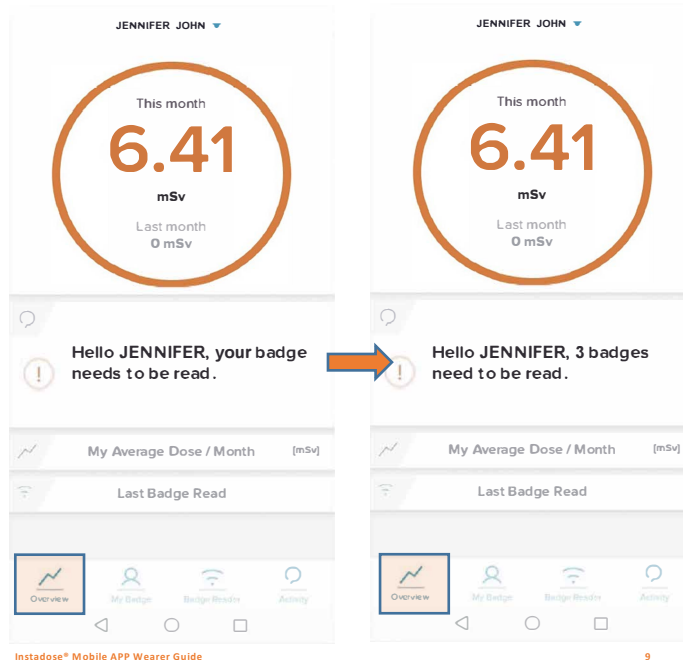 JENNIFER JOHN
This month
6.41
mSv
Last month
0 mSv
Hello JENNIFER, your badge
needs to be read.
My Average Dose / Month [mSv]
Last Badge Read
Overview My Badge Badge Reader Activity
JENNIFER JOHN
This month
6.41
mSv
Last month
0 mSv
Hello JENNIFER, 3 badges
need to be read.
My Average Dose / Month [mSv]
Last Badge Read
Overview My Badge Badge Reader Activity
Instadose® Mobile APP Wearer Guide 9